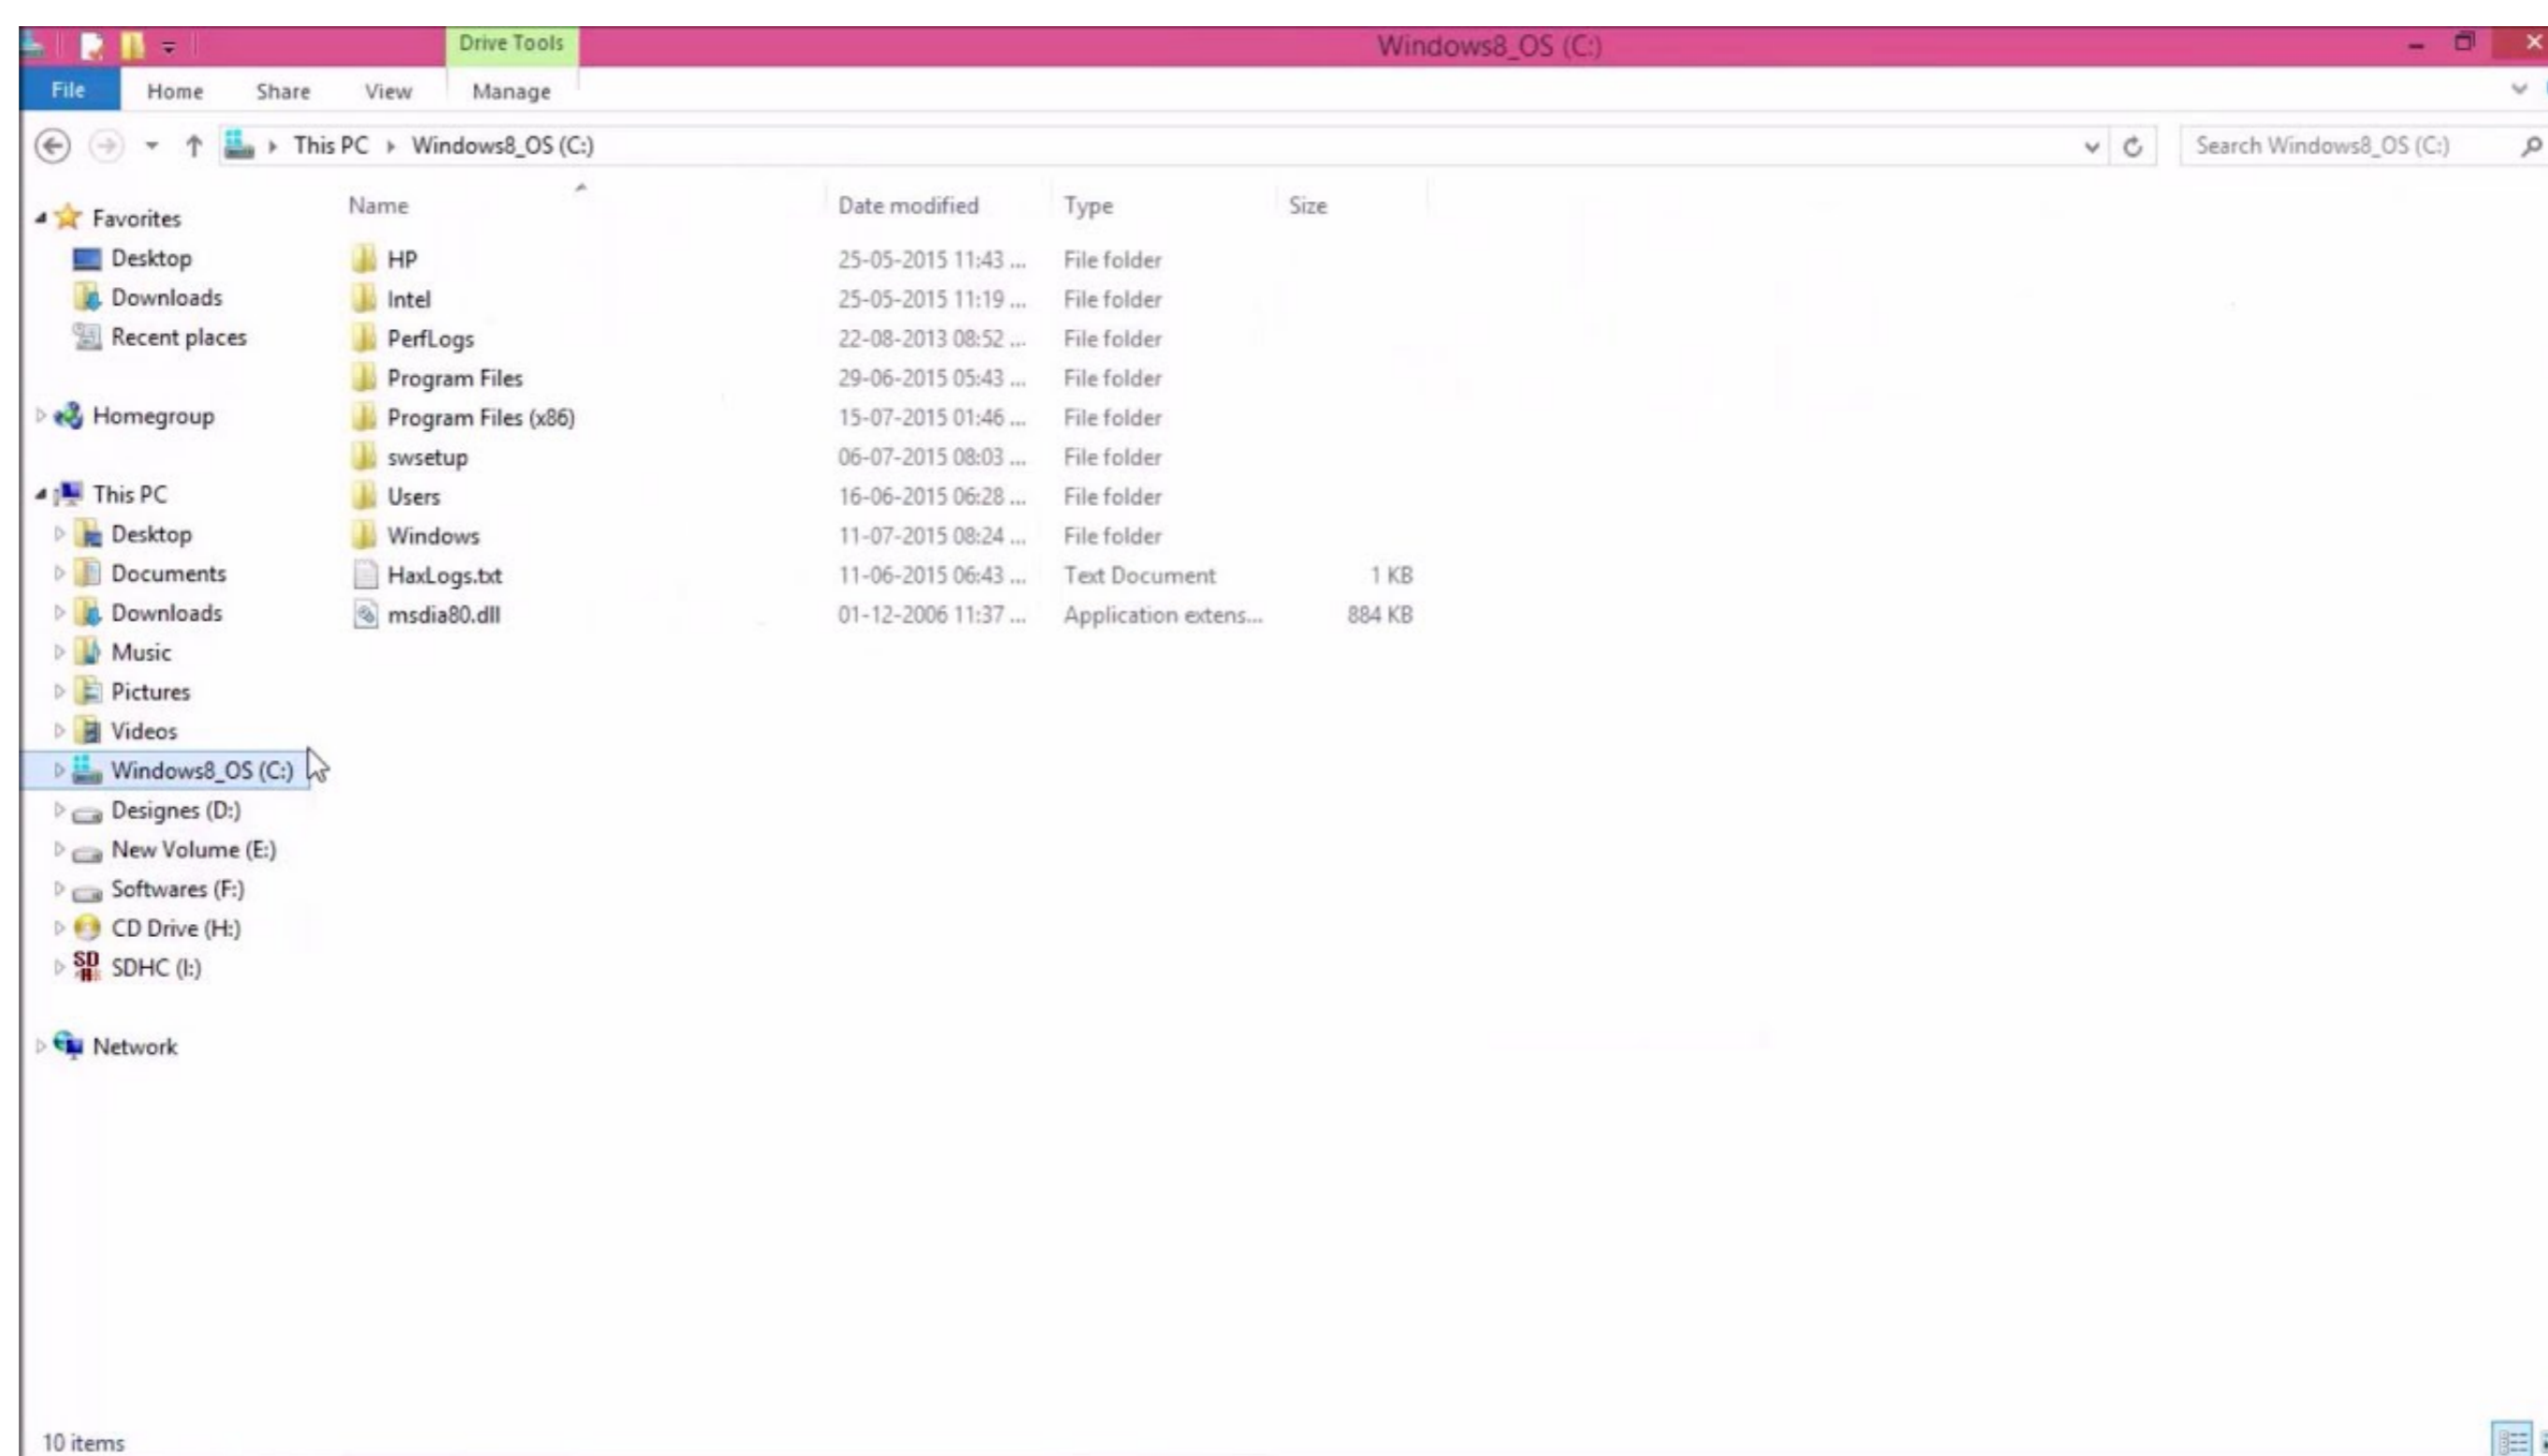 Drive Tools
Windows8_OS (C:)
File Home Share View Manage
This PC Windows8_OS (C:)
Search Windows8_OS (C:)
Favorites
Desktop
Downloads
Recent places
Homegroup
This PC
Desktop
Documents
Downloads
Music
Pictures
Videos
Windows8_OS (C:)
Designes (D:)
New Volume (E:)
Softwares (F:)
CD Drive (H:)
SD SDHC (I:)
Network
Name Date modified Type Size
HP 25-05-2015 11:43 ... File folder
Intel 25-05-2015 11:19 ... File folder
PerfLogs 22-08-2013 08:52 ... File folder
Program Files 29-06-2015 05:43 ... File folder
Program Files (x86) 15-07-2015 01:46 ... File folder
swsetup 06-07-2015 08:03 ... File folder
Users 16-06-2015 06:28 ... File folder
Windows 11-07-2015 08:24 ... File folder
HaxLogs.txt 11-06-2015 06:43 ... Text Document 1 KB
msdia80.dll 01-12-2006 11:37 ... Application extens... 884 KB
10 items